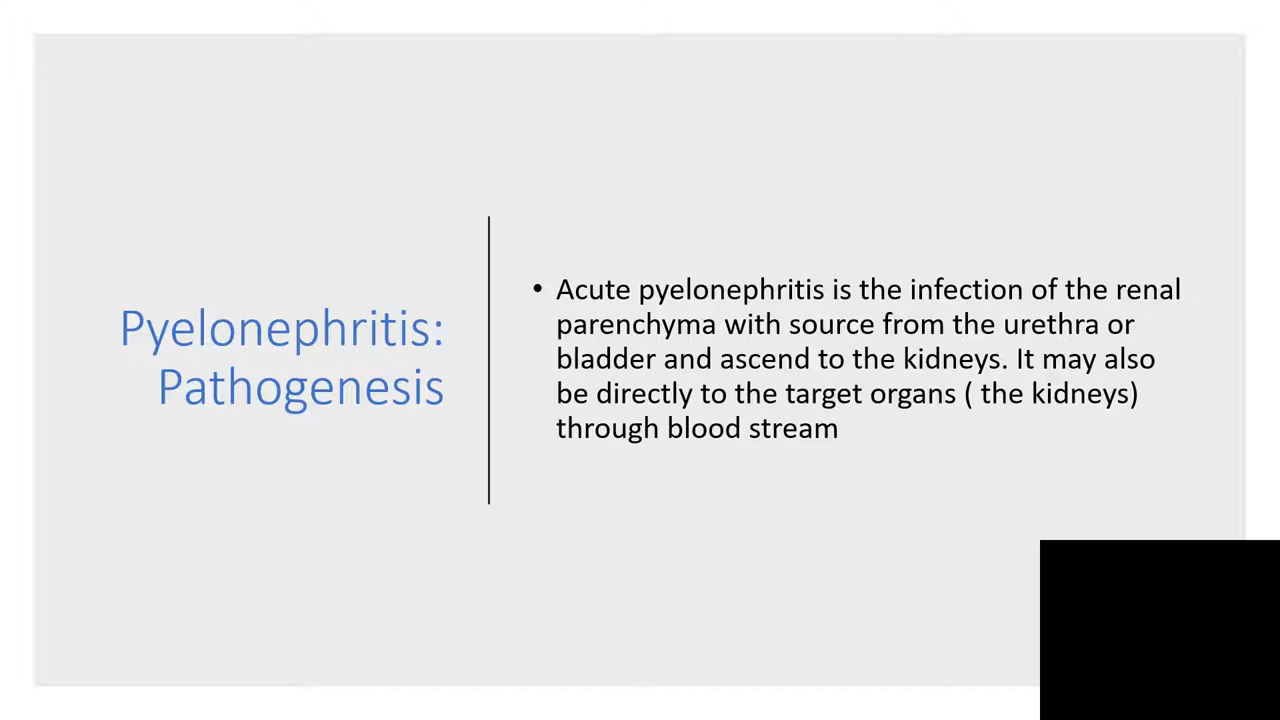 Pyelonephritis:
Pathogenesis
• Acute pyelonephritis is the infection of the renal
parenchyma with source from the urethra or
bladder and ascend to the kidneys. It may also
be directly to the target organs ( the kidneys)
through blood stream